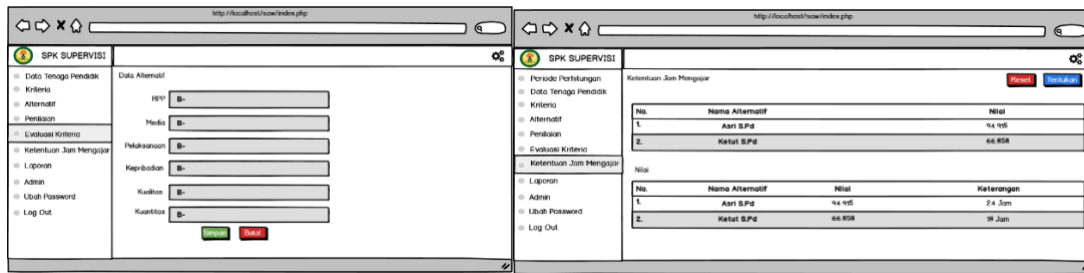 http://localhost/saw/index.php
SPK SUPERVISI
Data Tenaga Pendidik
Kriteria
Alternatif
Penilaian
Evaluasi Kriteria
Ketentuan Jam Mengajar
Laporan
Admin
Ubah Password
Log Out
Data Alternatif
RPP B-
Media B-
Pelaksanaan B-
Kepribadian B-
Kualitas B-
Kuantitas B-
Simpan Batal
http://localhost/saw/index.php
SPK SUPERVISI
Periode Perhitungan
Data Tenaga Pendidik
Kriteria
Alternatif
Penilaian
Evaluasi Kriteria
Ketentuan Jam Mengajar
Laporan
Admin
Ubah Password
Log Out
Ketentuan Jam Mengajar
Reset Tentukan
No. Nama Alternatif Nilai
1. Asri S.Pd
2. Ketut S.Pd 66.858
Nilai
No. Nama Alternatif Nilai Keterangan
1. Asri S.Pd 24 Jam
2. Ketut S.Pd 66.858 18 Jam